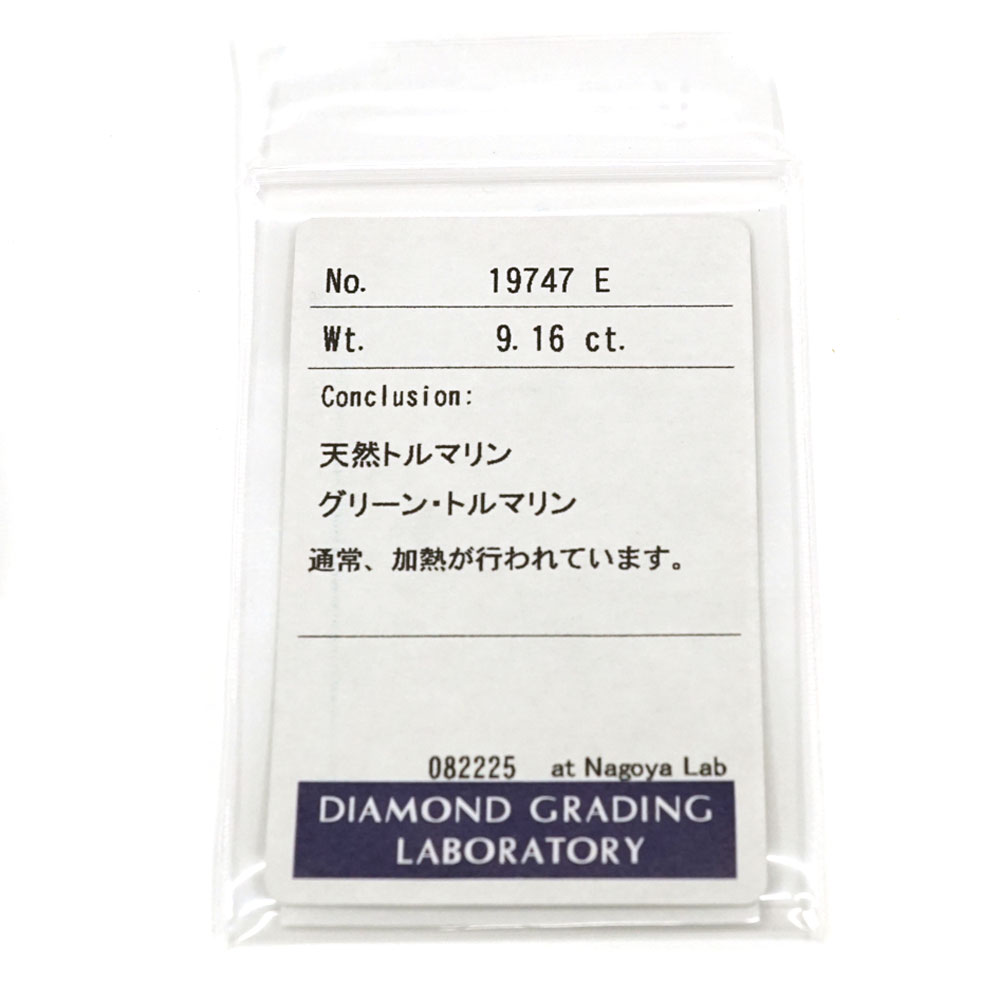 No. 19747 E
Wt. 9.16 ct.
Conclusion:
天然トルマリン
グリーン・トルマリン
通常、加熱が行われています。
082225 at Nagoya Lab
DIAMOND GRADING
LABORATORY